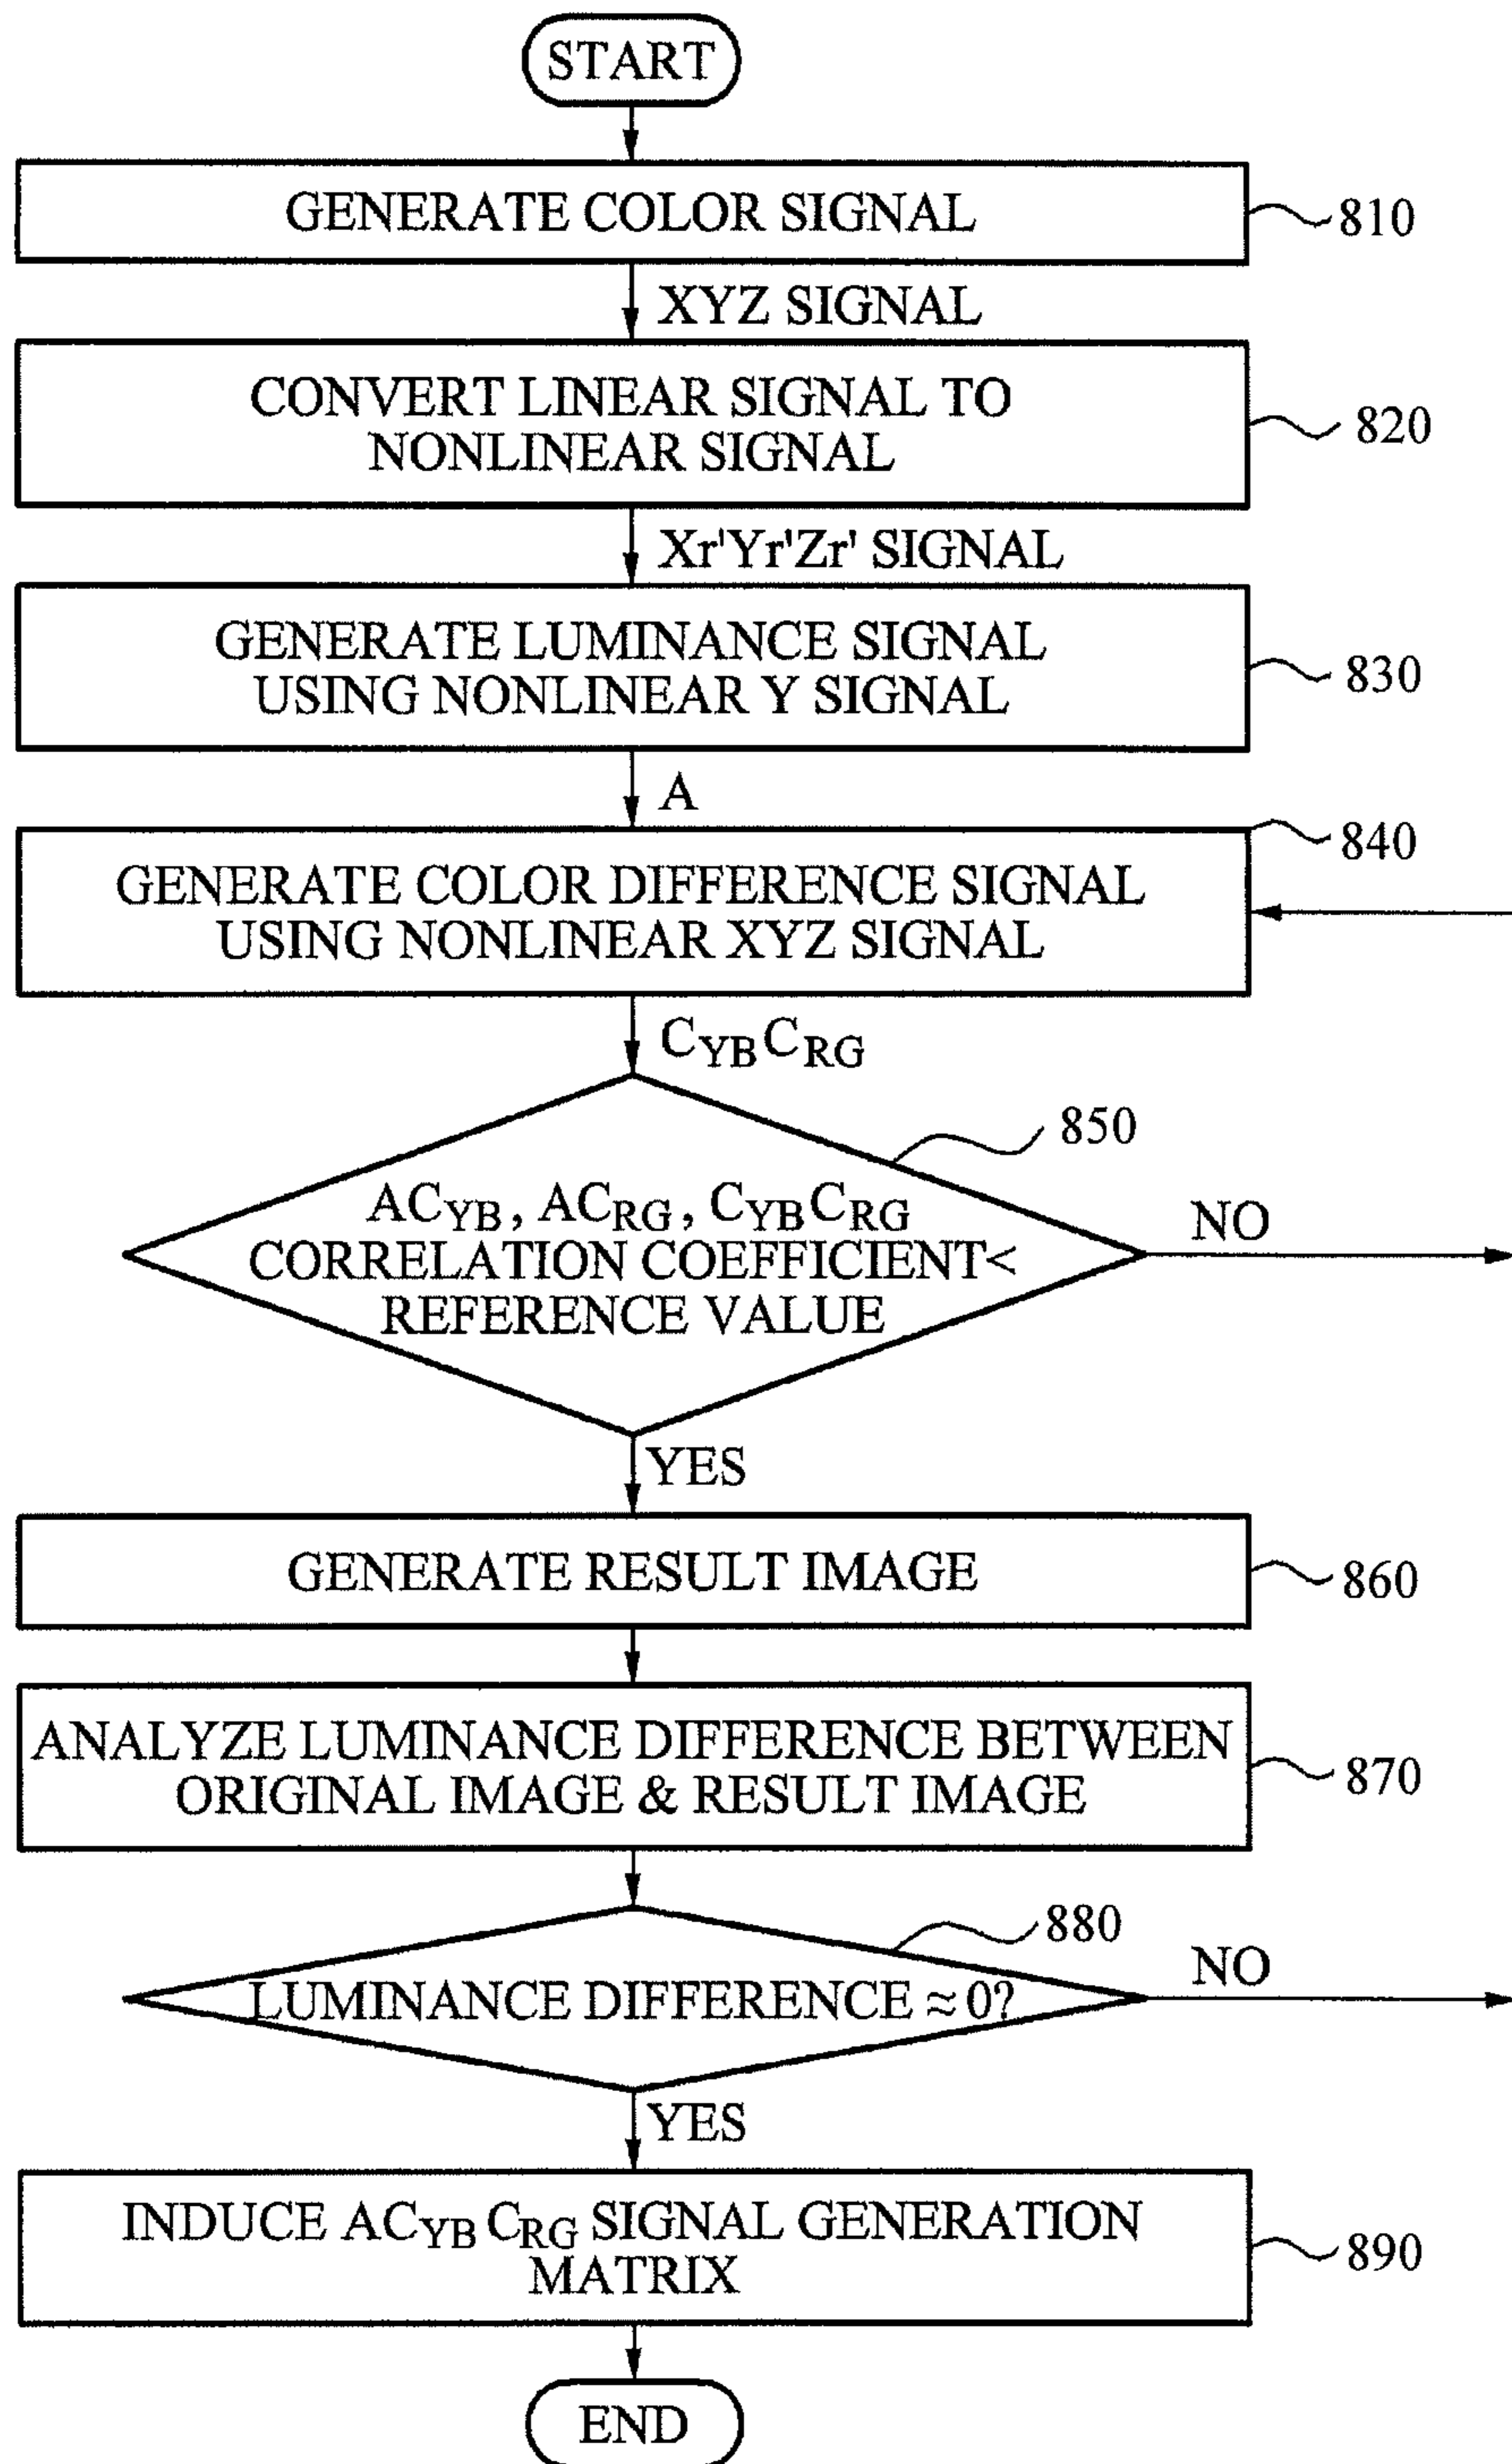 START
GENERATE COLOR SIGNAL
810
XYZ SIGNAL
CONVERT LINEAR SIGNAL TO
NONLINEAR SIGNAL
820
Xr'Yr'Zr' SIGNAL
GENERATE LUMINANCE SIGNAL
USING NONLINEAR Y SIGNAL
830
A
840
GENERATE COLOR DIFFERENCE SIGNAL
USING NONLINEAR XYZ SIGNAL
CYBCRG
850
ACYB, ACRG, CYBCRG
CORRELATION COEFFICIENT<
REFERENCE VALUE
NO
YES
GENERATE RESULT IMAGE
860
ANALYZE LUMINANCE DIFFERENCE BETWEEN
ORIGINAL IMAGE & RESULT IMAGE
870
880
LUMINANCE DIFFERENCE ≈ 0?
NO
YES
INDUCE ACYBCRG SIGNAL GENERATION
MATRIX
890
END